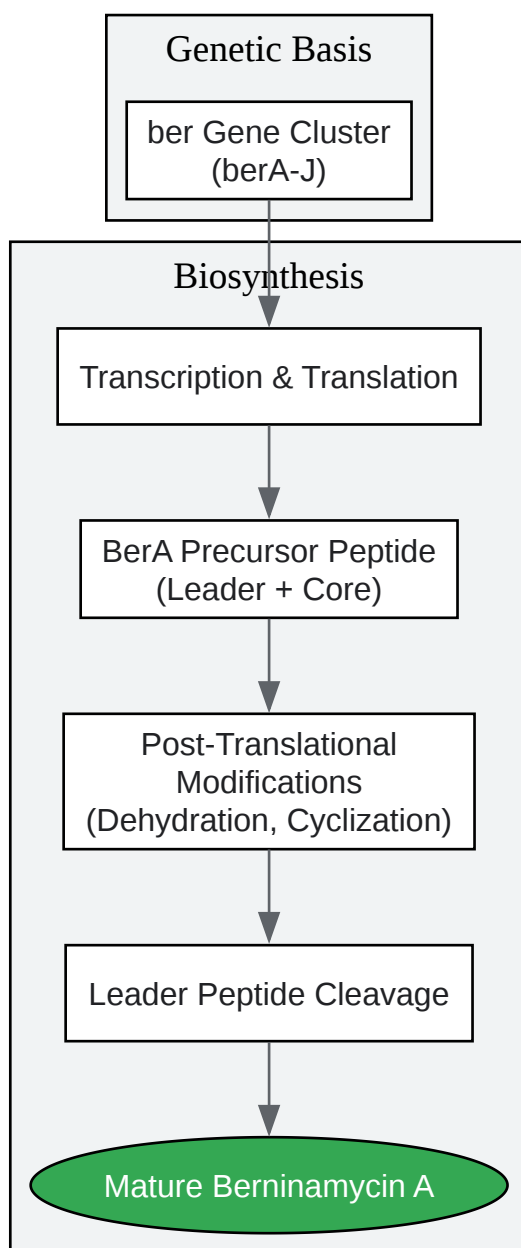 Genetic Basis
ber Gene Cluster
(berA-J)
Biosynthesis
Transcription & Translation
BerA Precursor Peptide
(Leader + Core)
Post-Translational
Modifications
(Dehydration, Cyclization)
Leader Peptide Cleavage
Mature Berninamycin A